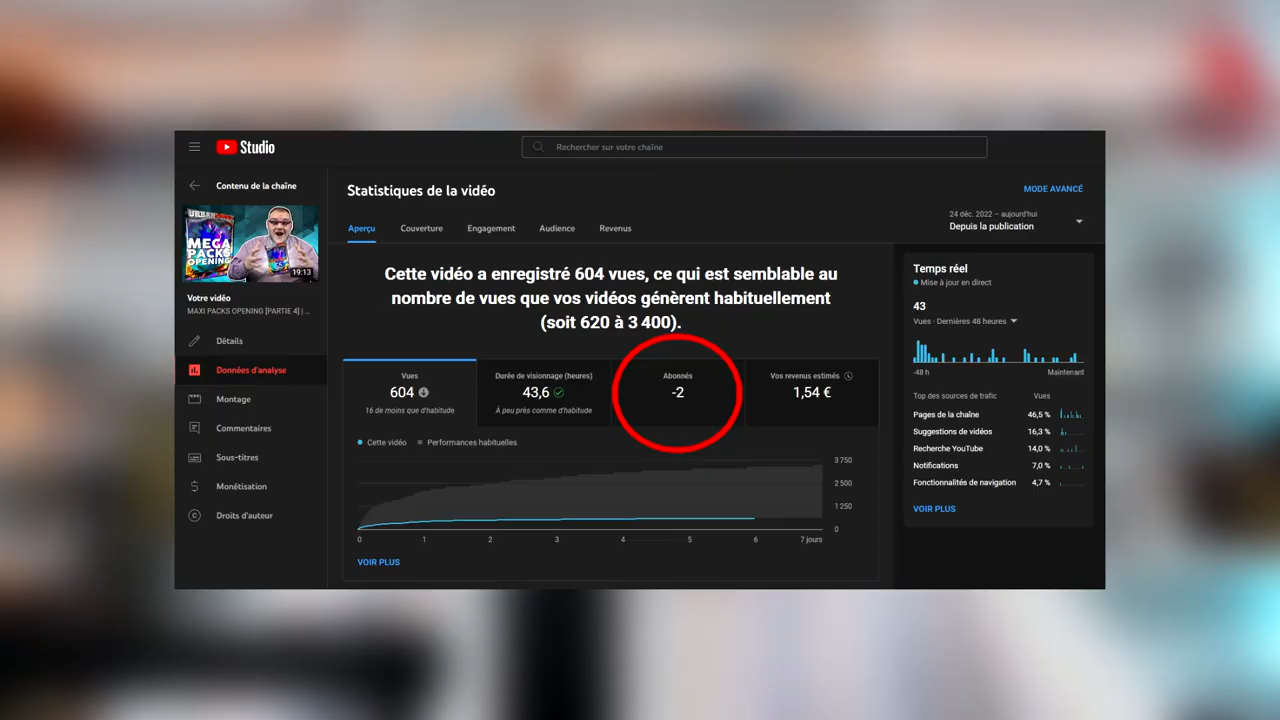 Studio
Rechercher sur votre chaîne
Contenu de la chaîne
Statistiques de la vidéo
MODE AVANCÉ
24 déc. 2022 – aujourd'hui
Depuis la publication
Aperçu
Couverture
Engagement
Audience
Revenus
URBAN
MEGA
PACKS
OPENING
19:13
Votre vidéo
MAXI PACKS OPENING [PARTIE 4] | ...
Détails
Données d'analyse
Montage
Commentaires
Sous-titres
Monétisation
Droits d'auteur
Cette vidéo a enregistré 604 vues, ce qui est semblable au
nombre de vues que vos vidéos génèrent habituellement
(soit 620 à 3 400).
Vues
604
16 de moins que d'habitude
Durée de visionnage (heures)
43,6
À peu près comme d'habitude
Abonnés
-2
Vos revenus estimés
1,54 €
Cette vidéo
Performances habituelles
3 750
2 500
1 250
0
0 1 2 3 4 5 6 7 jours
VOIR PLUS
Temps réel
Mise à jour en direct
43
Vues · Dernières 48 heures
-48 h
Maintenant
Top des sources de trafic Vues
Pages de la chaîne 46,5 %
Suggestions de vidéos 16,3 %
Recherche YouTube 14,0 %
Notifications 7,0 %
Fonctionnalités de navigation 4,7 %
VOIR PLUS